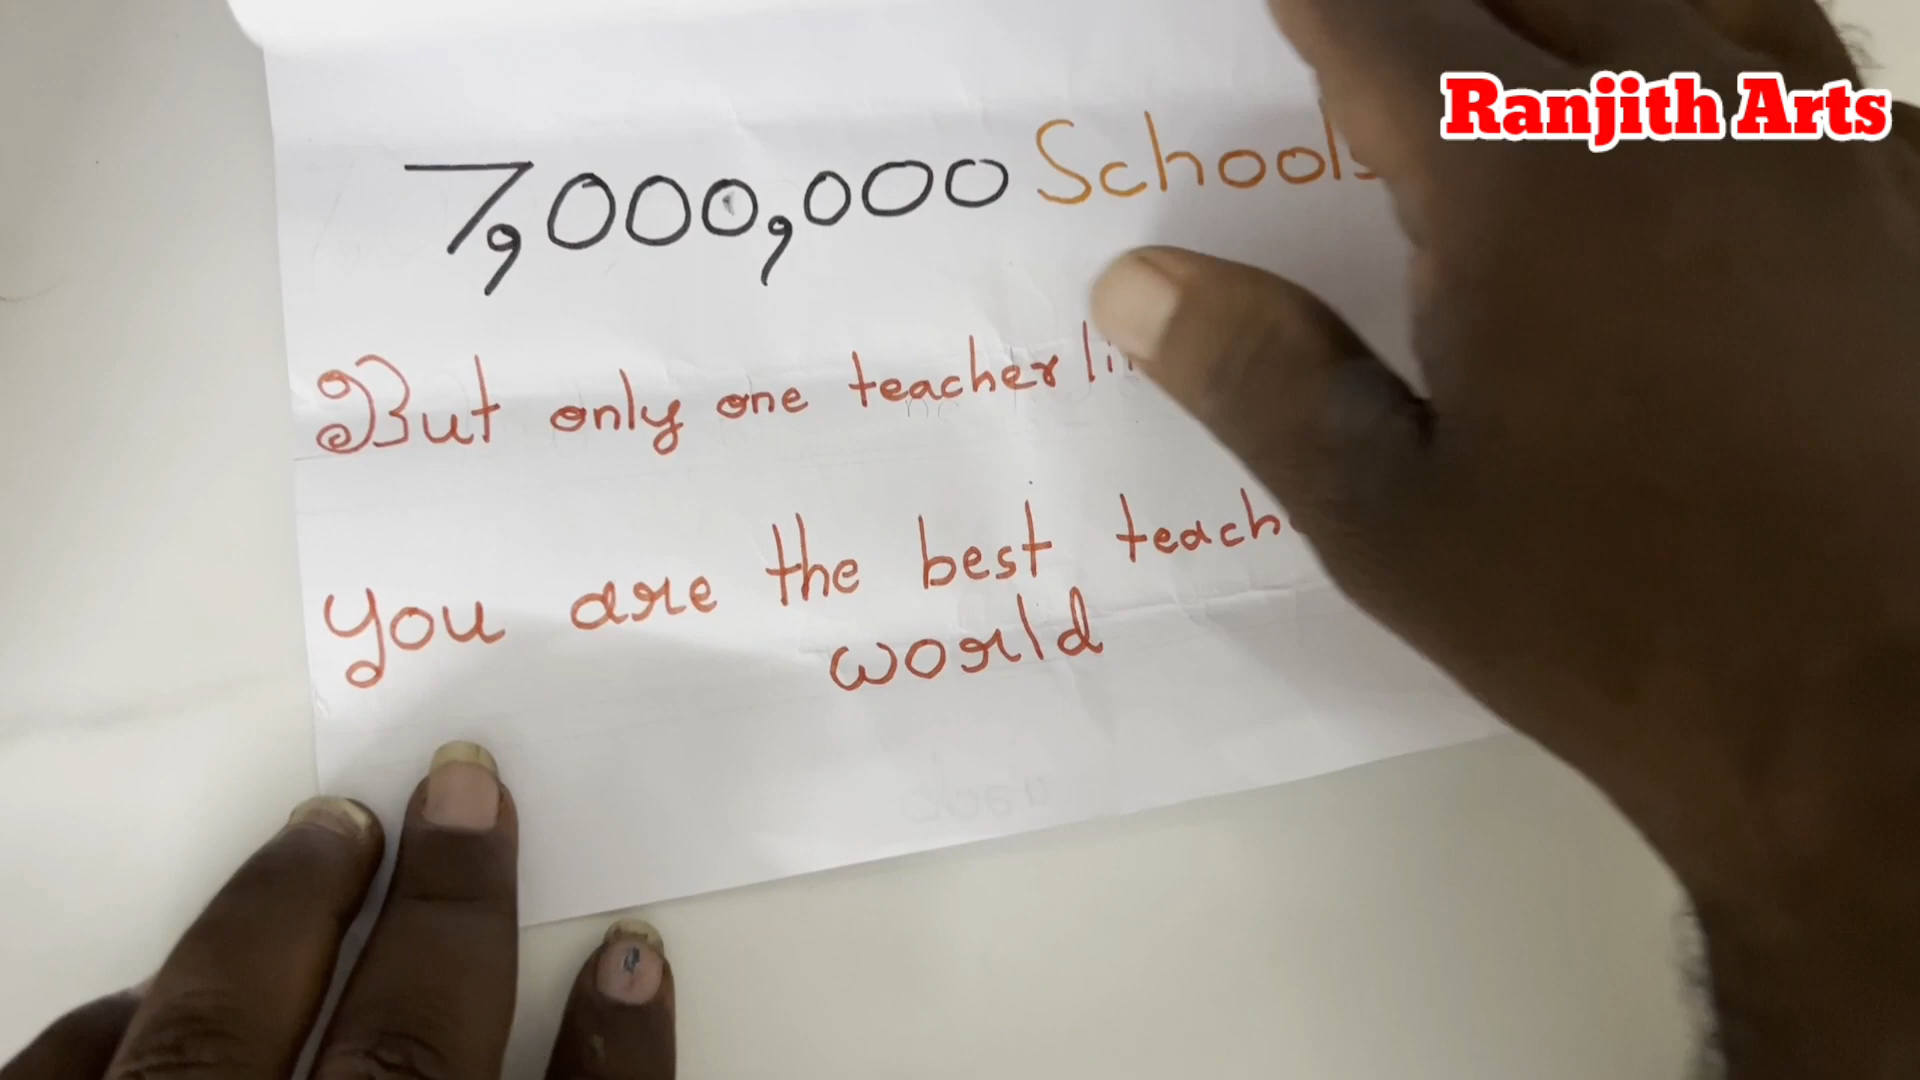 Ranjith Arts
7,000,000 Schools
But only one teacher
You are the best
world